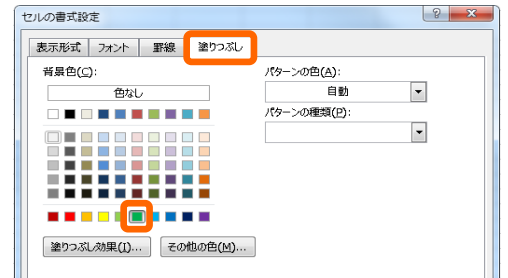 セルの書式設定
表示形式 フォント 罫線 塗りつぶし
背景色(C):
色なし
パターンの色(A):
自動
パターンの種類(P):
塗りつぶし効果(I)... その他の色(M)...